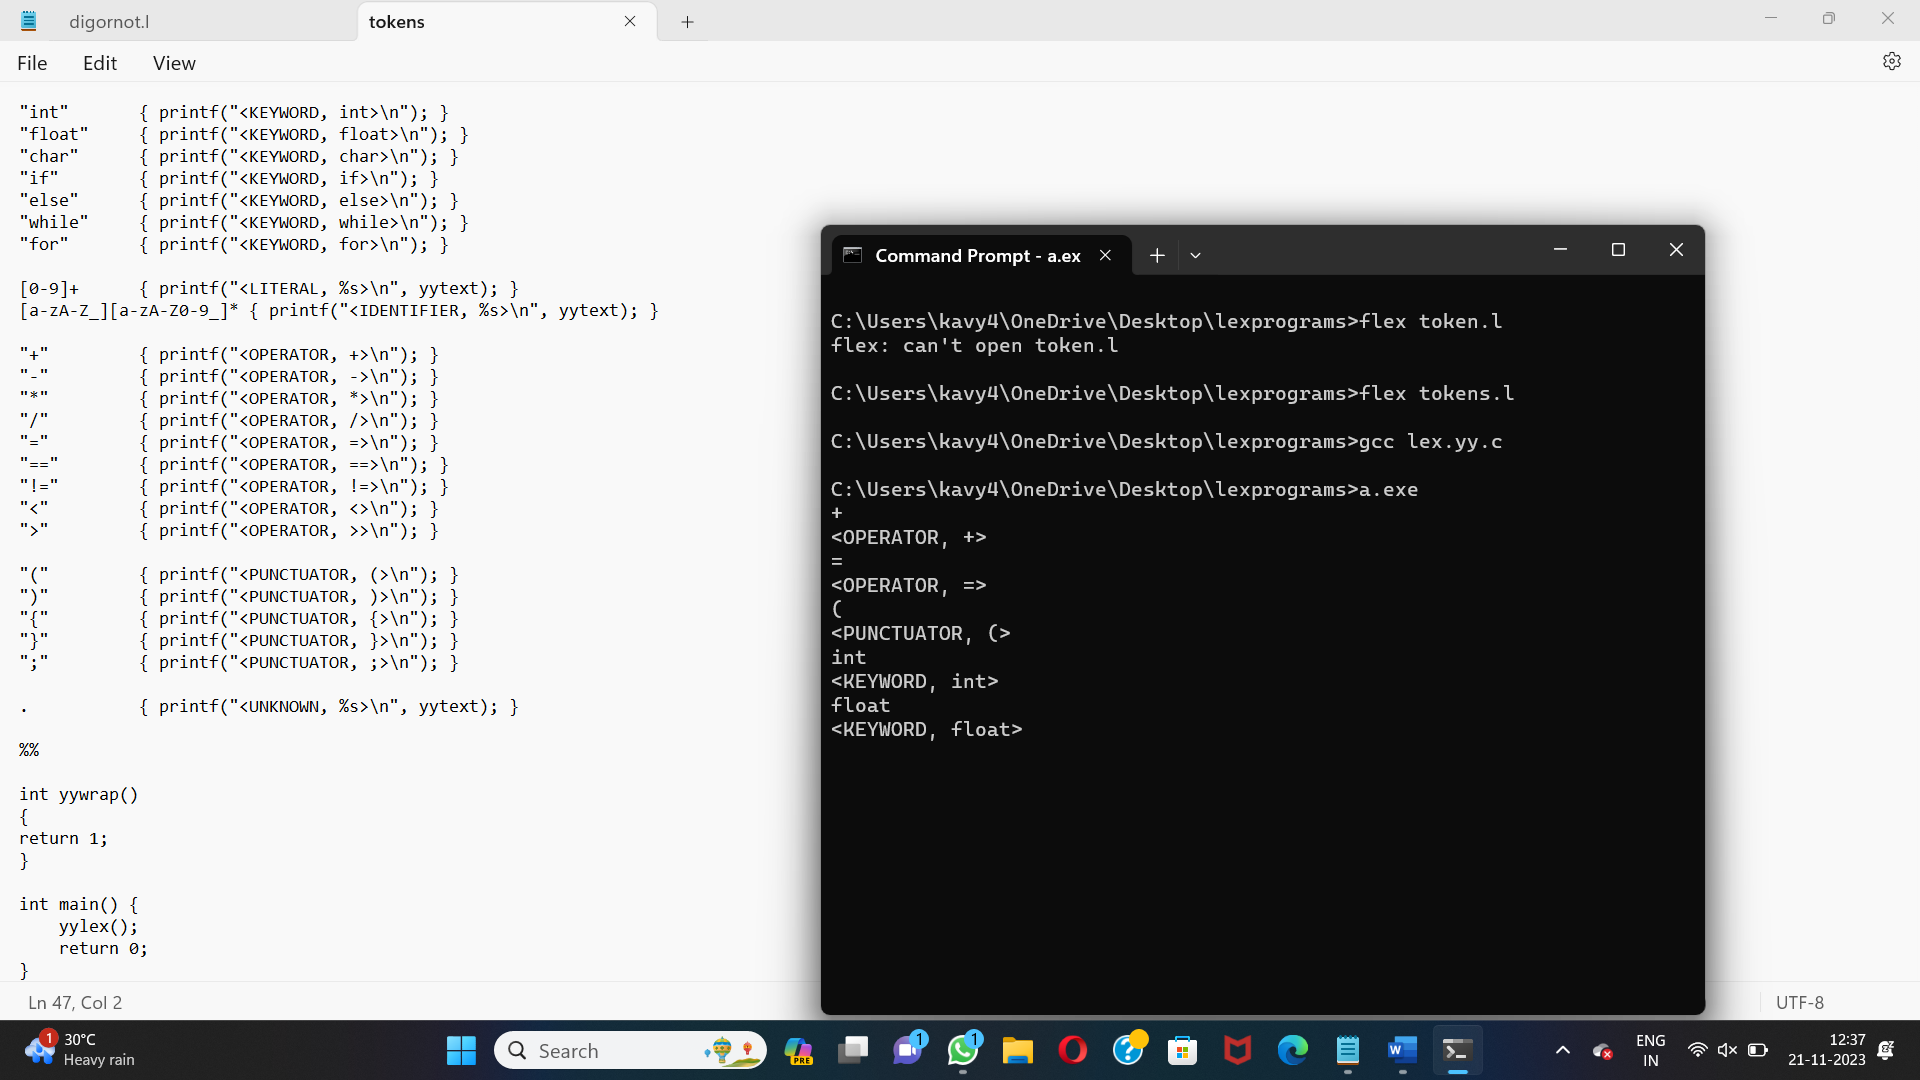 digornot.l
tokens
File Edit View
"int" { printf("<KEYWORD, int>\n"); }
"float" { printf("<KEYWORD, float>\n"); }
"char" { printf("<KEYWORD, char>\n"); }
"if" { printf("<KEYWORD, if>\n"); }
"else" { printf("<KEYWORD, else>\n"); }
"while" { printf("<KEYWORD, while>\n"); }
"for" { printf("<KEYWORD, for>\n"); }
[0-9]+ { printf("<LITERAL, %s>\n", yytext); }
[a-zA-Z_][a-zA-Z0-9_]* { printf("<IDENTIFIER, %s>\n", yytext); }
"+" { printf("<OPERATOR, +>\n"); }
"-" { printf("<OPERATOR, ->\n"); }
"*" { printf("<OPERATOR, *>\n"); }
"/" { printf("<OPERATOR, />\n"); }
"=" { printf("<OPERATOR, =>\n"); }
"==" { printf("<OPERATOR, ==>\n"); }
"!=" { printf("<OPERATOR, !=>\n"); }
"<" { printf("<OPERATOR, <>\n"); }
">" { printf("<OPERATOR, >>\n"); }
"(" { printf("<PUNCTUATOR, (>\n"); }
")" { printf("<PUNCTUATOR, )>\n"); }
"{" { printf("<PUNCTUATOR, {>\n"); }
"}" { printf("<PUNCTUATOR, }>\n"); }
";" { printf("<PUNCTUATOR, ;>\n"); }
. { printf("<UNKNOWN, %s>\n", yytext); }
%%
int yywrap()
{
return 1;
}
int main() {
yylex();
return 0;
}
Ln 47, Col 2
UTF-8
Command Prompt - a.ex
C:\Users\kavy4\OneDrive\Desktop\lexprograms>flex token.l
flex: can't open token.l
C:\Users\kavy4\OneDrive\Desktop\lexprograms>flex tokens.l
C:\Users\kavy4\OneDrive\Desktop\lexprograms>gcc lex.yy.c
C:\Users\kavy4\OneDrive\Desktop\lexprograms>a.exe
+
<OPERATOR, +>
=
<OPERATOR, =>
(
<PUNCTUATOR, (>
int
<KEYWORD, int>
float
<KEYWORD, float>
1
30°C
Heavy rain
Search
PRE
1
1
W
ENG
IN
12:37
21-11-2023